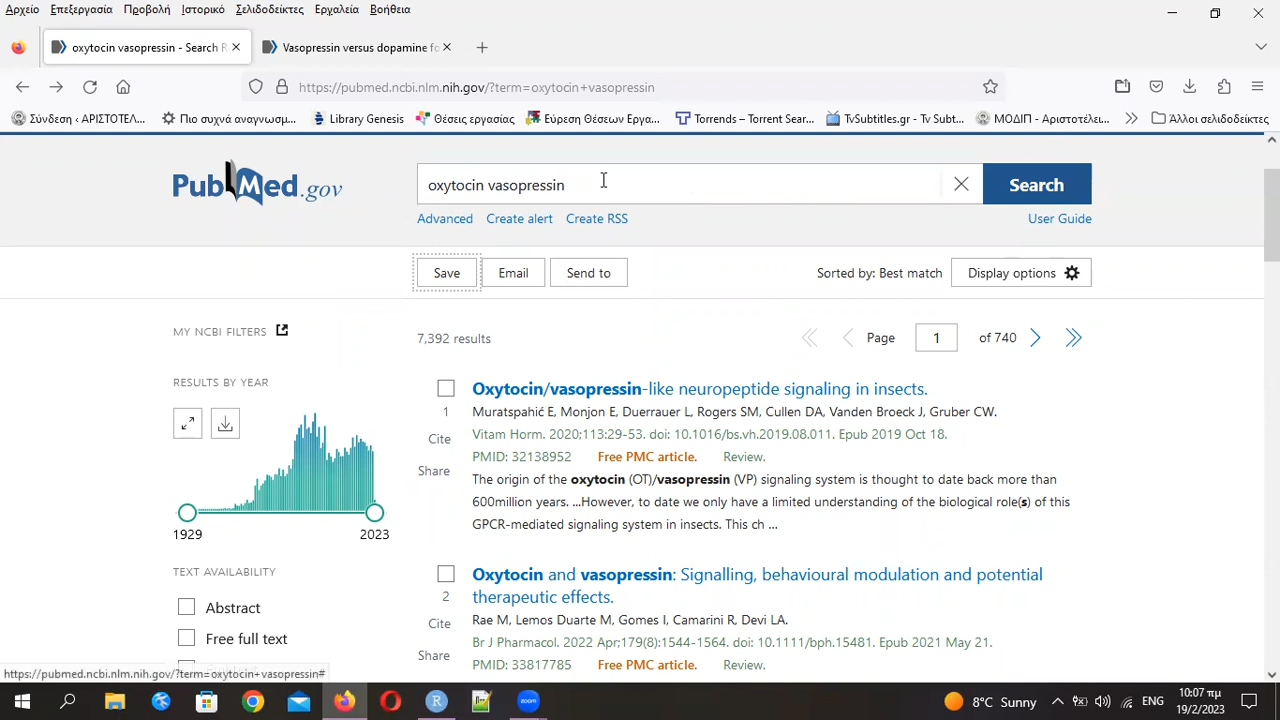 Αρχείο Επεξεργασία Προβολή Ιστορικό Σελιδοδείκτες Εργαλεία Βοήθεια
oxytocin vasopressin - Search R
Vasopressin versus dopamine fo
https://pubmed.ncbi.nlm.nih.gov/?term=oxytocin+vasopressin
Σύνδεση ‹ ΑΡΙΣΤΟΤΕΛ... Πιο συχνά αναγνωσμ... Library Genesis Θέσεις εργασίας Εύρεση Θέσεων Εργα... Torrends – Torrent Sear... TvSubtitles.gr - Tv Subt... ΜΟΔΙΠ - Αριστοτέλει... Άλλοι σελιδοδείκτες
PubMed.gov
oxytocin vasopressin
Search
Advanced Create alert Create RSS User Guide
Save Email Send to Sorted by: Best match Display options
MY NCBI FILTERS
7,392 results
Page 1 of 740
RESULTS BY YEAR
1929 2023
TEXT AVAILABILITY
Abstract
Free full text
Oxytocin/vasopressin-like neuropeptide signaling in insects.
1
Muratspahić E, Monjon E, Duerrauer L, Rogers SM, Cullen DA, Vanden Broeck J, Gruber CW.
Cite
Vitam Horm. 2020;113:29-53. doi: 10.1016/bs.vh.2019.08.011. Epub 2019 Oct 18.
PMID: 32138952 Free PMC article. Review.
Share
The origin of the oxytocin (OT)/vasopressin (VP) signaling system is thought to date back more than
600million years. ...However, to date we only have a limited understanding of the biological role(s) of this
GPCR-mediated signaling system in insects. This ch ...
Oxytocin and vasopressin: Signalling, behavioural modulation and potential
therapeutic effects.
2
Rae M, Lemos Duarte M, Gomes I, Camarini R, Devi LA.
Cite
Br J Pharmacol. 2022 Apr;179(8):1544-1564. doi: 10.1111/bph.15481. Epub 2021 May 21.
Share
PMID: 33817785 Free PMC article. Review.
https://pubmed.ncbi.nlm.nih.gov/?term=oxytocin+vasopressin#
zoom
8°C Sunny
ENG
10:07 πμ
19/2/2023